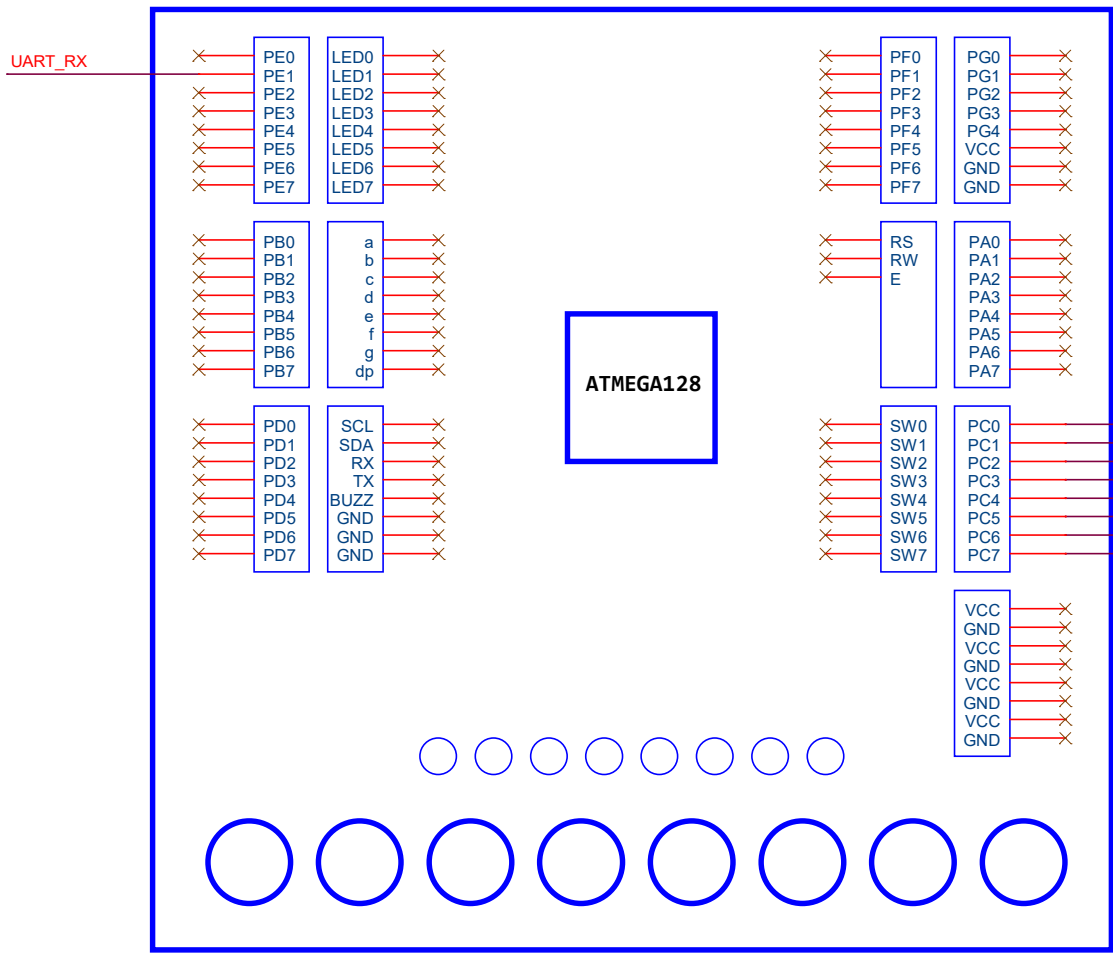 UART_RX
PE0
PE1
PE2
PE3
PE4
PE5
PE6
PE7
LED0
LED1
LED2
LED3
LED4
LED5
LED6
LED7
PF0
PF1
PF2
PF3
PF4
PF5
PF6
PF7
PG0
PG1
PG2
PG3
PG4
VCC
GND
GND
PB0
PB1
PB2
PB3
PB4
PB5
PB6
PB7
a
b
c
d
e
f
g
dp
RS
RW
E
PA0
PA1
PA2
PA3
PA4
PA5
PA6
PA7
ATMEGA128
PD0
PD1
PD2
PD3
PD4
PD5
PD6
PD7
SCL
SDA
RX
TX
BUZZ
GND
GND
GND
SW0
SW1
SW2
SW3
SW4
SW5
SW6
SW7
PC0
PC1
PC2
PC3
PC4
PC5
PC6
PC7
VCC
GND
VCC
GND
VCC
GND
VCC
GND